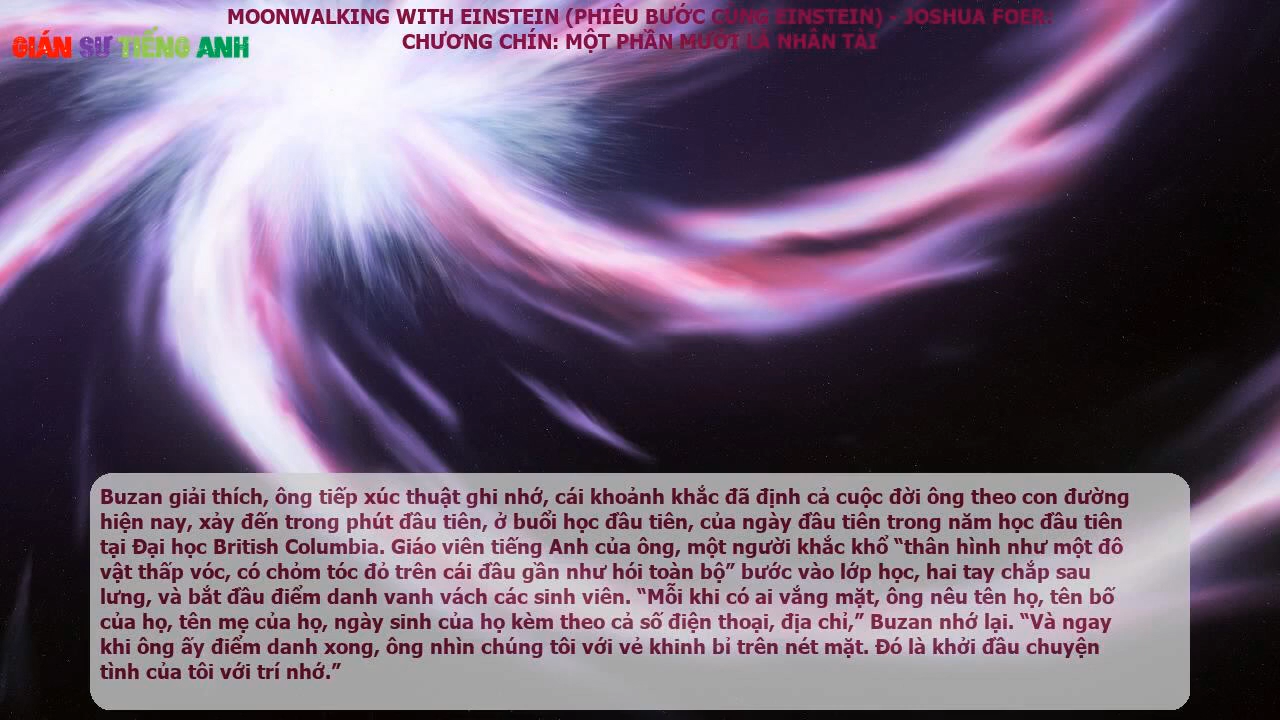 MOONWALKING WITH EINSTEIN (PHIÊU BƯỚC CÙNG EINSTEIN) - JOSHUA FOER:
CHƯƠNG CHÍN: MỘT PHẦN MƯỜI LÀ NHÂN TÀI
GIÁN SƯ TIẾNG ANH
Buzan giải thích, ông tiếp xúc thuật ghi nhớ, cái khoảnh khắc đã định cả cuộc đời ông theo con đường
hiện nay, xảy đến trong phút đầu tiên, ở buổi học đầu tiên, của ngày đầu tiên trong năm học đầu tiên
tại Đại học British Columbia. Giáo viên tiếng Anh của ông, một người khắc khổ “thân hình như một đô
vật thấp vóc, có chỏm tóc đỏ trên cái đầu gần như hói toàn bộ” bước vào lớp học, hai tay chắp sau
lưng, và bắt đầu điểm danh vanh vách các sinh viên. “Mỗi khi có ai vắng mặt, ông nêu tên họ, tên bố
của họ, tên mẹ của họ, ngày sinh của họ kèm theo cả số điện thoại, địa chỉ,” Buzan nhớ lại. “Và ngay
khi ông ấy điểm danh xong, ông nhìn chúng tôi với vẻ khinh bỉ trên nét mặt. Đó là khởi đầu chuyện
tình của tôi với trí nhớ.”